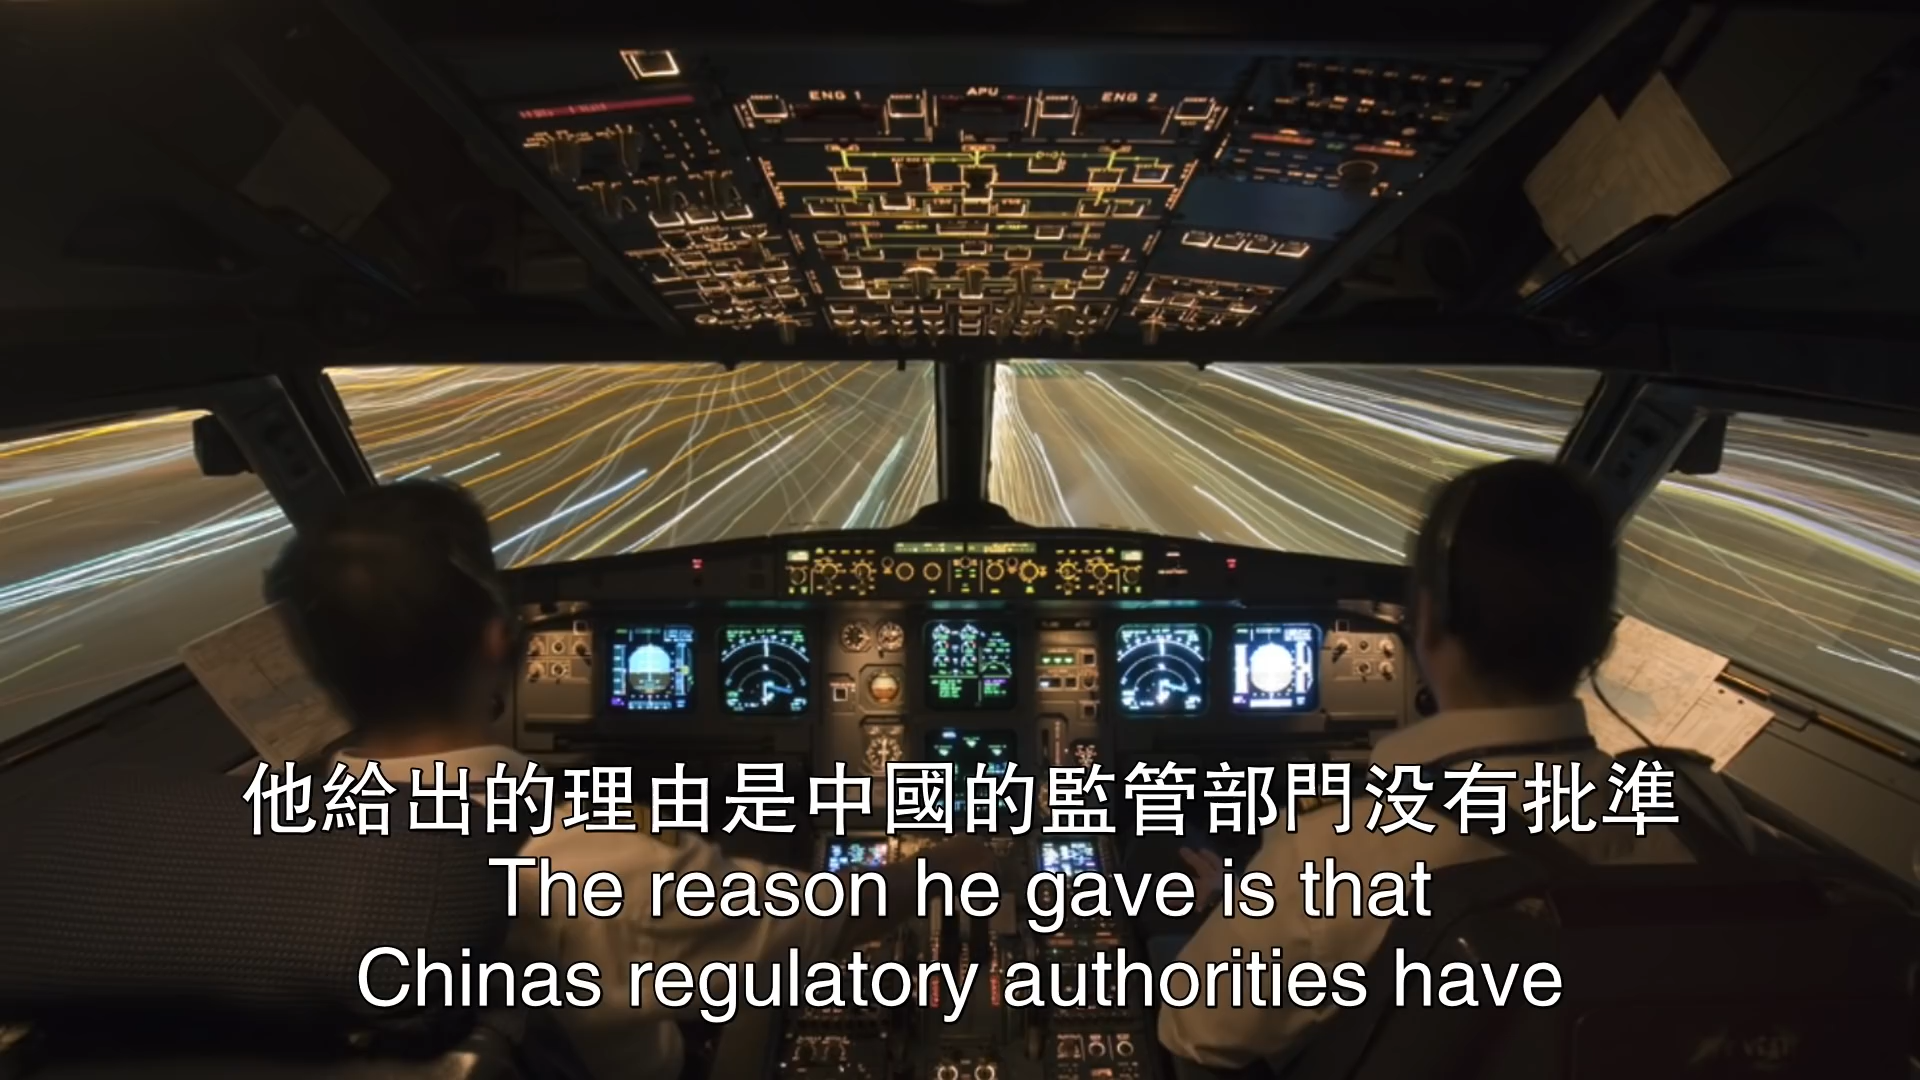 ENG 1
APU
ENG 2
他給出的理由是中國的監管部門没有批準
The reason he gave is that
Chinas regulatory authorities have